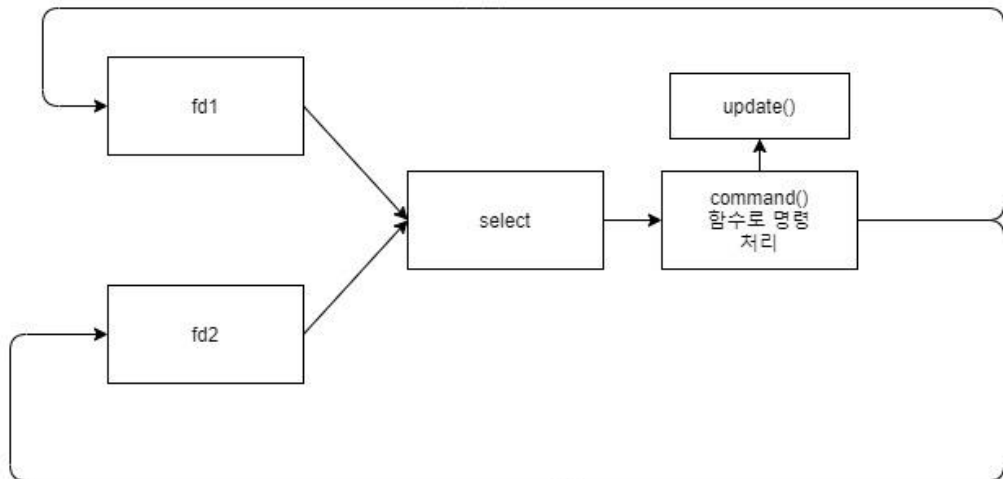 fd1
update()
select
command()
함수로 명령
처리
fd2